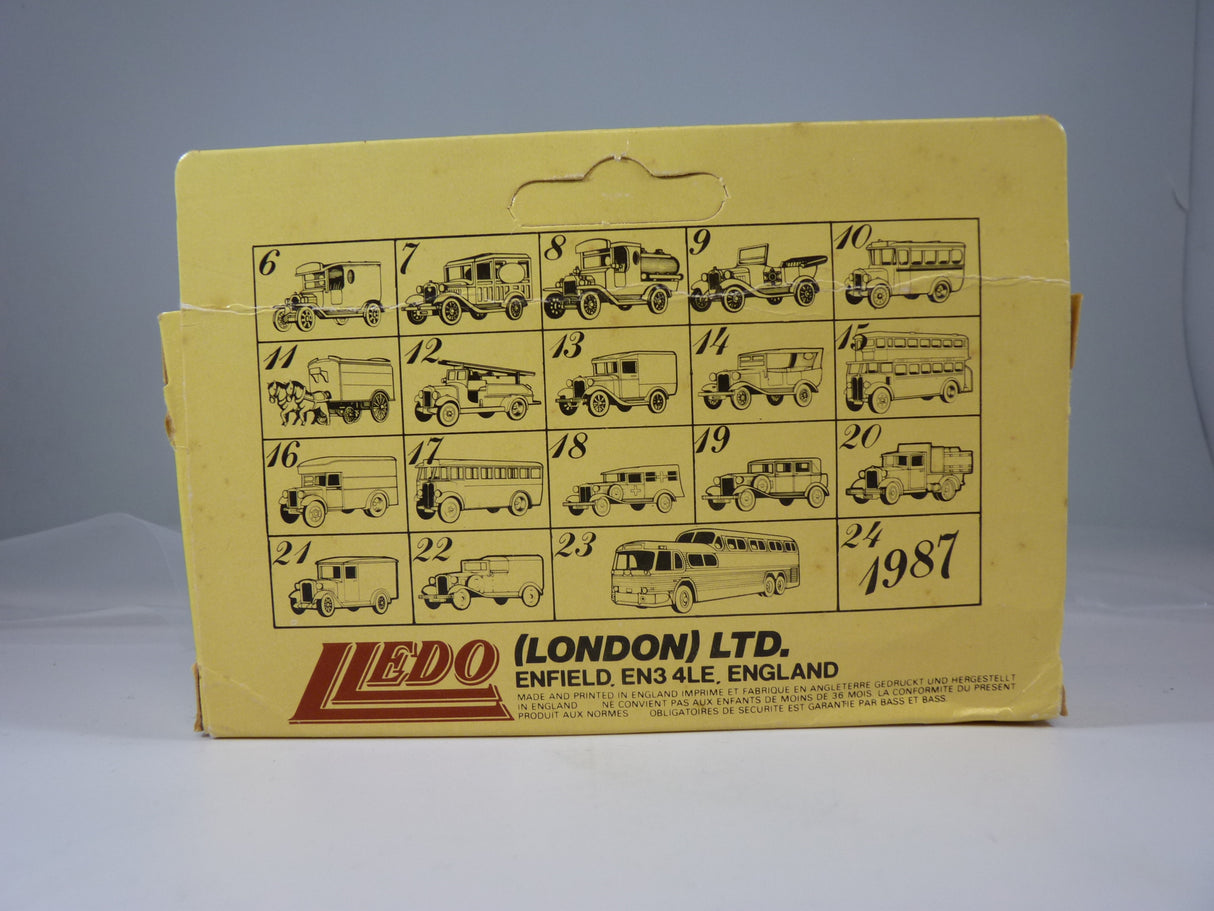 6 7 8 9 10
11 12 13 14 15
16 17 18 19 20
21 22 23 24 1987
LLEDO (LONDON) LTD.
ENFIELD, EN3 4LE, ENGLAND
MADE AND PRINTED IN ENGLAND IMPRIME ET FABRIQUE EN ANGLETERRE GEDRUCKT UND HERGESTELLT
IN ENGLAND NE CONVIENT PAS AUX ENFANTS DE MOINS DE 36 MOIS. LA CONFORMITE DU PRESENT
PRODUIT AUX NORMES OBLIGATOIRES DE SECURITE EST GARANTIE PAR BASS ET BASS.